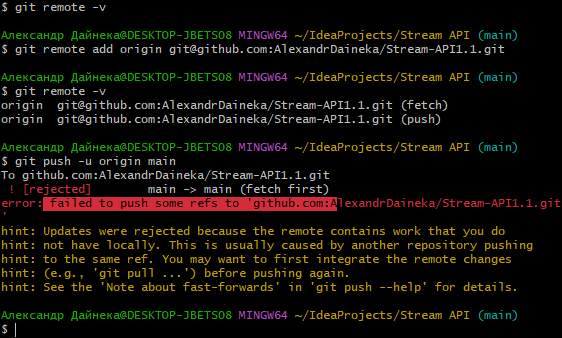 $ git remote -v
Александр Дайнека@DESKTOP-JBETSO8 MINGW64 ~/IdeaProjects/Stream API (main)
$ git remote add origin git@github.com:AlexandrDaineka/Stream-API1.1.git
Александр Дайнека@DESKTOP-JBETSO8 MINGW64 ~/IdeaProjects/Stream API (main)
$ git remote -v
origin  git@github.com:AlexandrDaineka/Stream-API1.1.git (fetch)
origin  git@github.com:AlexandrDaineka/Stream-API1.1.git (push)
Александр Дайнека@DESKTOP-JBETSO8 MINGW64 ~/IdeaProjects/Stream API (main)
$ git push -u origin main
To github.com:AlexandrDaineka/Stream-API1.1.git
 ! [rejected]        main -> main (fetch first)
error: failed to push some refs to 'github.com:AlexandrDaineka/Stream-API1.1.git
'
hint: Updates were rejected because the remote contains work that you do
hint: not have locally. This is usually caused by another repository pushing
hint: to the same ref. You may want to first integrate the remote changes
hint: (e.g., 'git pull ...') before pushing again.
hint: See the 'Note about fast-forwards' in 'git push --help' for details.
Александр Дайнека@DESKTOP-JBETSO8 MINGW64 ~/IdeaProjects/Stream API (main)
$